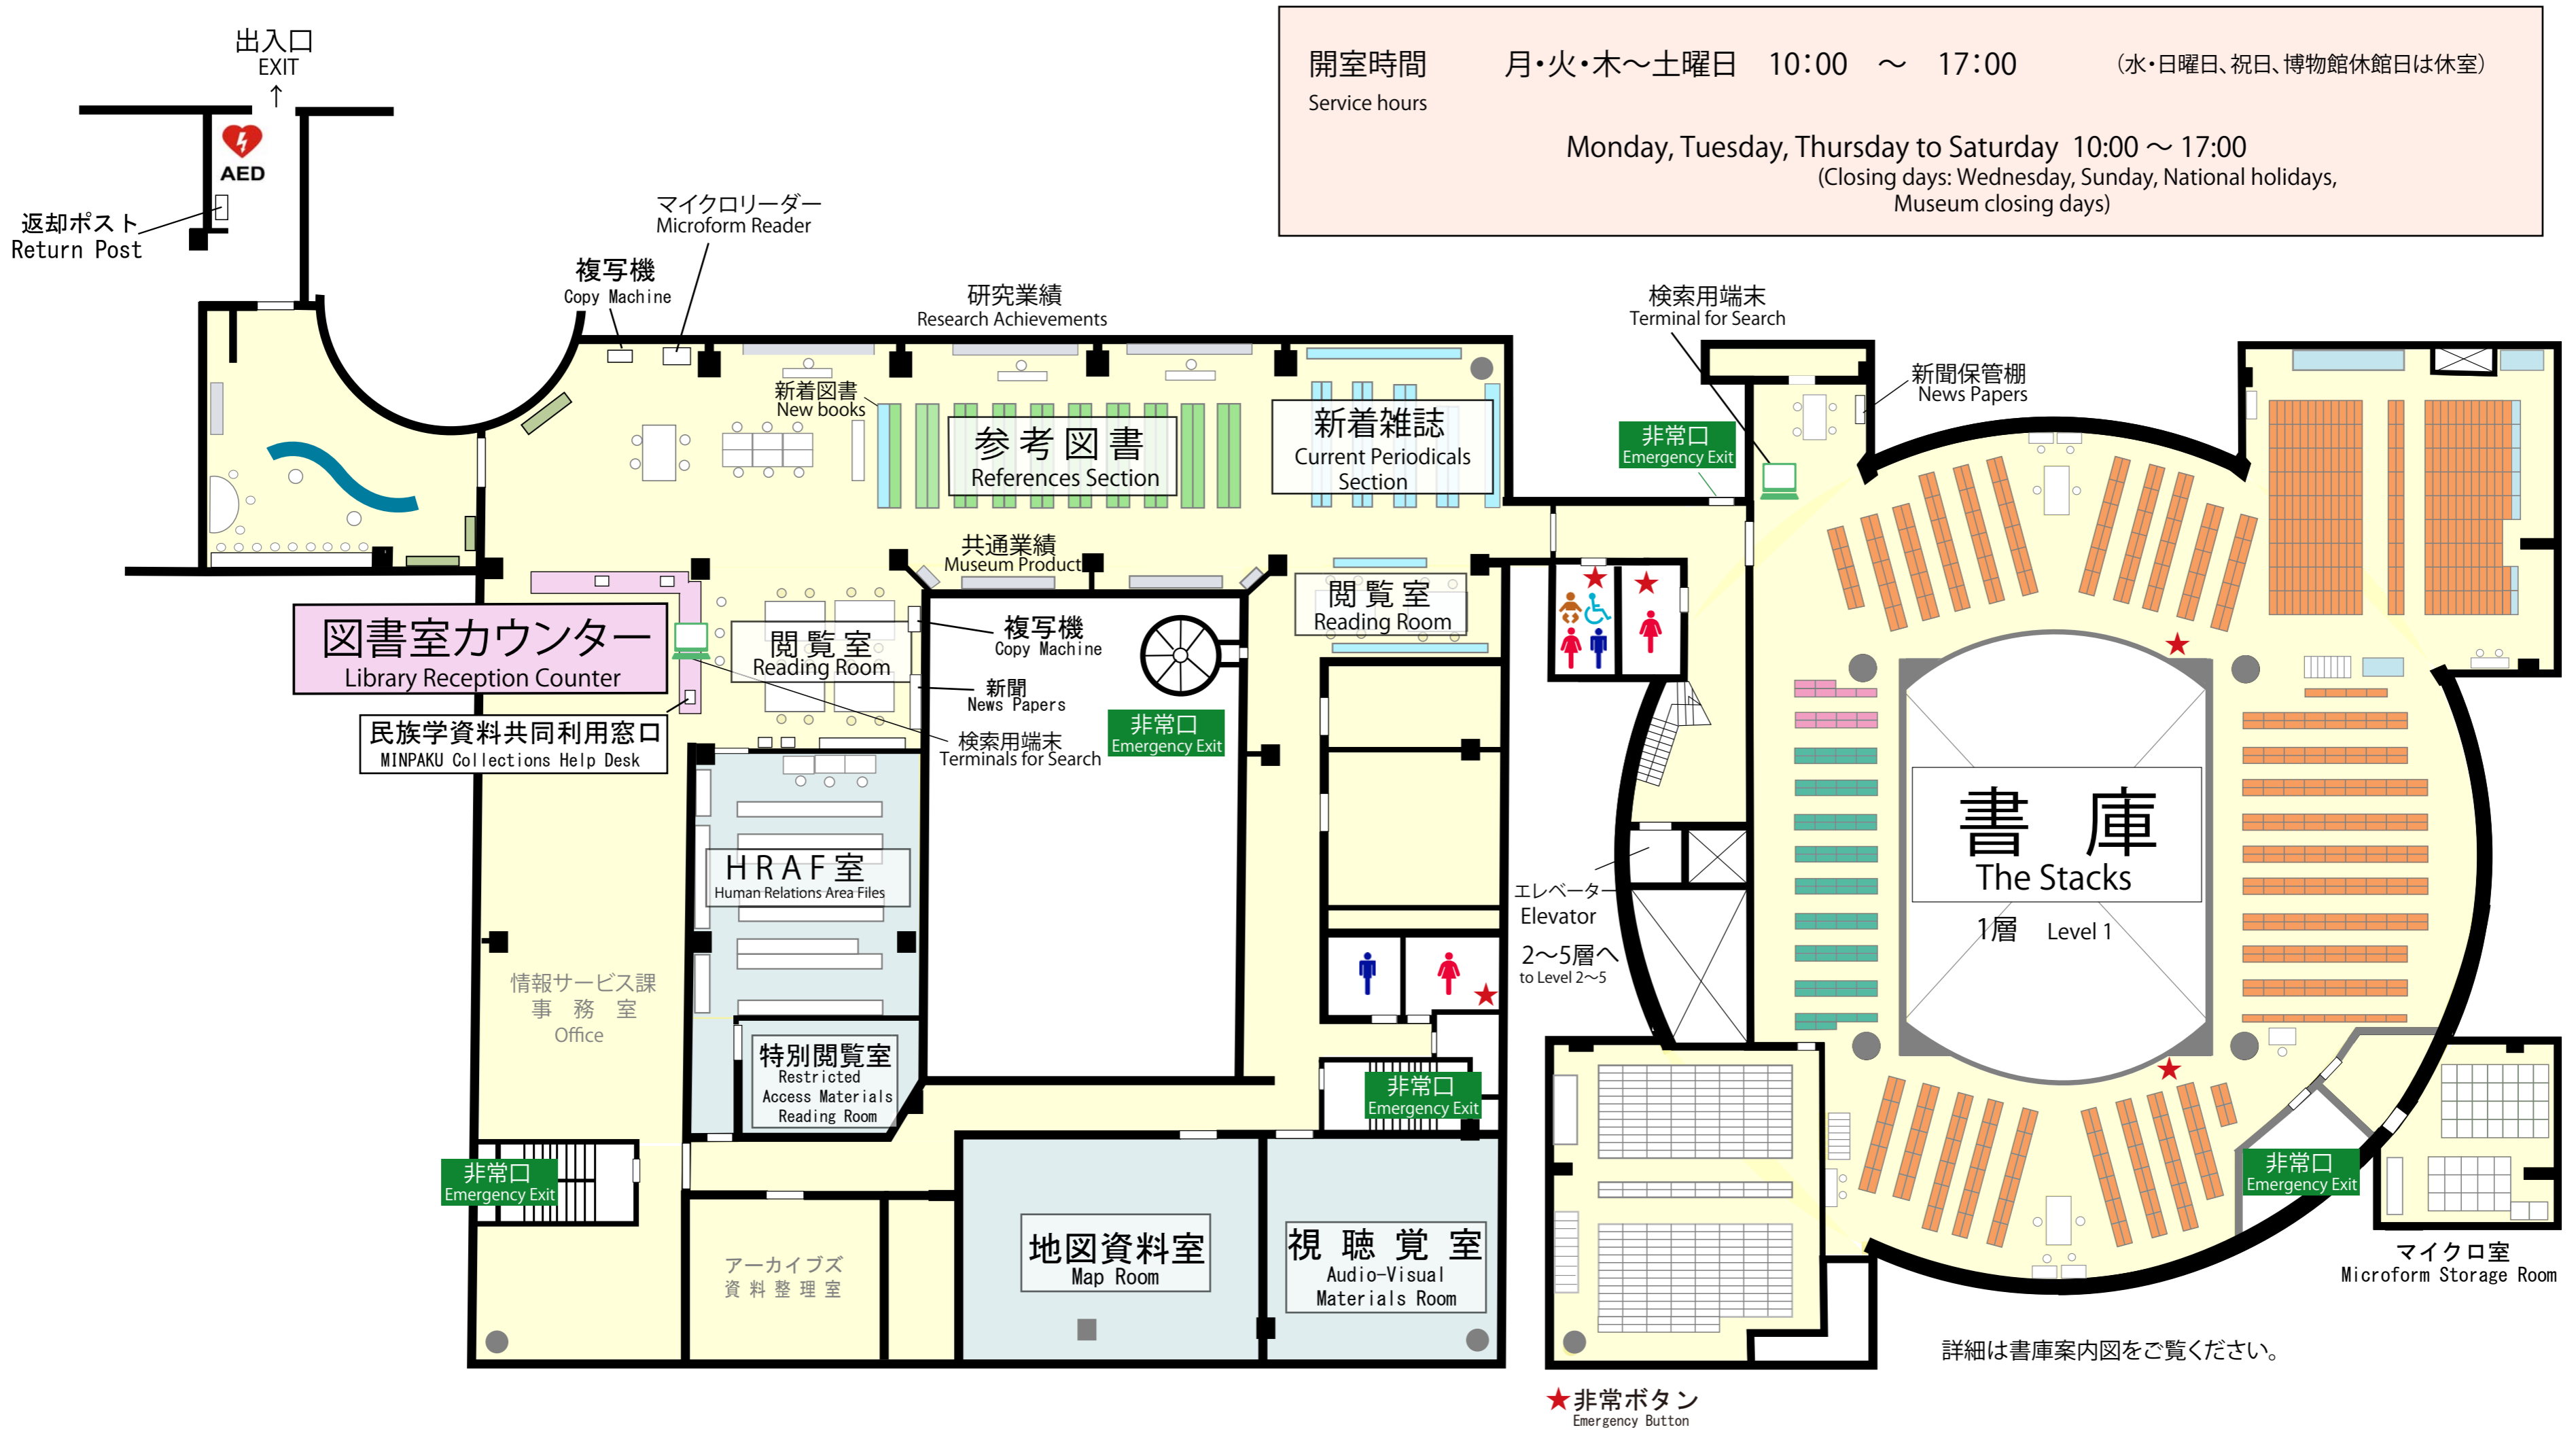 出入口
EXIT
↑
AED
返却ポスト
Return Post
開室時間　月・火・木～土曜日　10：00　～　17：00　（水・日曜日、祝日、博物館休館日は休室）
Service hours
Monday, Tuesday, Thursday to Saturday 10:00 ～ 17:00
(Closing days: Wednesday, Sunday, National holidays,
Museum closing days)
マイクロリーダー
Microform Reader
複写機
Copy Machine
研究業績
Research Achievements
検索用端末
Terminal for Search
新聞保管棚
News Papers
新着図書
New books
参考図書
References Section
新着雑誌
Current Periodicals
Section
非常口
Emergency Exit
共通業績
Museum Product
閲覧室
Reading Room
図書室カウンター
Library Reception Counter
閲覧室
Reading Room
複写機
Copy Machine
新聞
News Papers
民族学資料共同利用窓口
MINPAKU Collections Help Desk
検索用端末
Terminals for Search
非常口
Emergency Exit
HRAF室
Human Relations Area Files
書庫
The Stacks
1層　Level 1
エレベーター
Elevator
2～5層へ
to Level 2～5
情報サービス課
事務室
Office
特別閲覧室
Restricted
Access Materials
Reading Room
非常口
Emergency Exit
非常口
Emergency Exit
非常口
Emergency Exit
アーカイブズ
資料整理室
地図資料室
Map Room
視聴覚室
Audio-Visual
Materials Room
マイクロ室
Microform Storage Room
詳細は書庫案内図をご覧ください。
★非常ボタン
Emergency Button